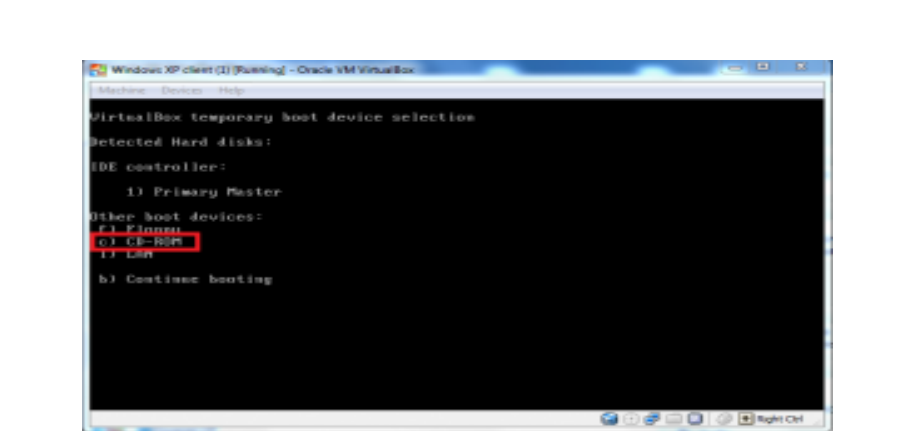 Windows XP client (1) [Running] - Oracle VM VirtualBox
Machine Devices Help
VirtualBox temporary boot device selection
Detected Hard disks:
IDE controller:
1) Primary Master
Other boot devices:
f) Floppy
c) CD-ROM
l) LAN
b) Continue booting
Right Ctrl